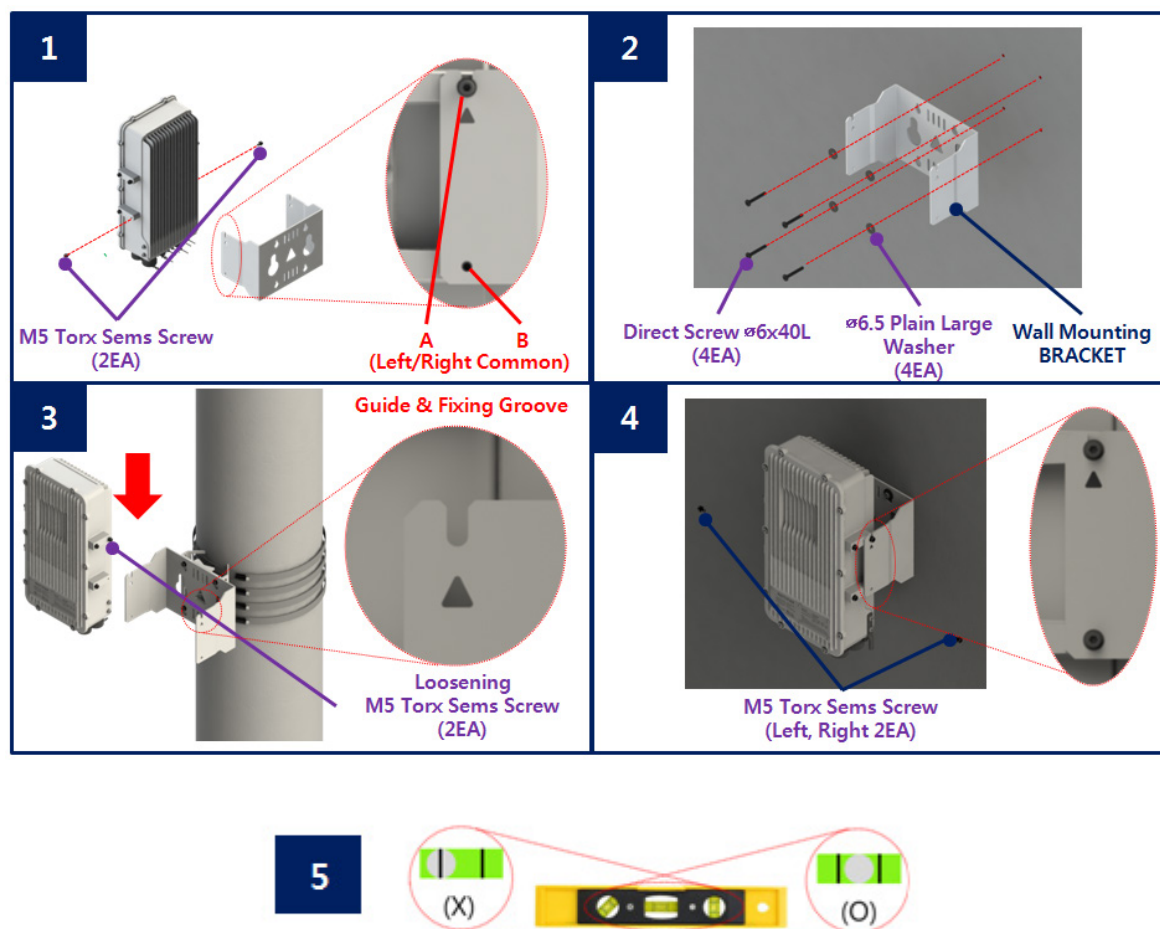 1
M5 Torx Sems Screw
(2EA)
A B
(Left/Right Common)
2
Direct Screw ø6x40L
(4EA)
ø6.5 Plain Large
Washer
(4EA)
Wall Mounting
BRACKET
3
Guide & Fixing Groove
Loosening
M5 Torx Sems Screw
(2EA)
4
M5 Torx Sems Screw
(Left, Right 2EA)
5
(X)
(O)